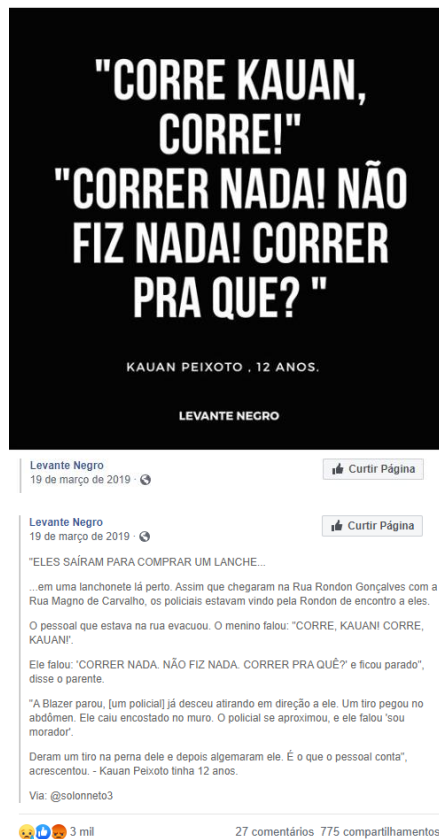 "CORRE KAUAN,
CORRE!"
"CORRER NADA! NÃO
FIZ NADA! CORRER
PRA QUE? "
KAUAN PEIXOTO , 12 ANOS.
LEVANTE NEGRO
Levante Negro
19 de março de 2019 ·
Curtir Página
Levante Negro
19 de março de 2019 ·
Curtir Página
"ELES SAÍRAM PARA COMPRAR UM LANCHE...
...em uma lanchonete lá perto. Assim que chegaram na Rua Rondon Gonçalves com a
Rua Magno de Carvalho, os policiais estavam vindo pela Rondon de encontro a eles.
O pessoal que estava na rua evacuou. O menino falou: "CORRE, KAUAN! CORRE,
KAUAN!'.
Ele falou: 'CORRER NADA. NÃO FIZ NADA. CORRER PRA QUÊ?' e ficou parado",
disse o parente.
"A Blazer parou, [um policial] já desceu atirando em direção a ele. Um tiro pegou no
abdômen. Ele caiu encostado no muro. O policial se aproximou, e ele falou 'sou
morador'.
Deram um tiro na perna dele e depois algemaram ele. É o que o pessoal conta",
acrescentou. - Kauan Peixoto tinha 12 anos.
Via: @solonneto3
3 mil
27 comentários 775 compartilhamentos